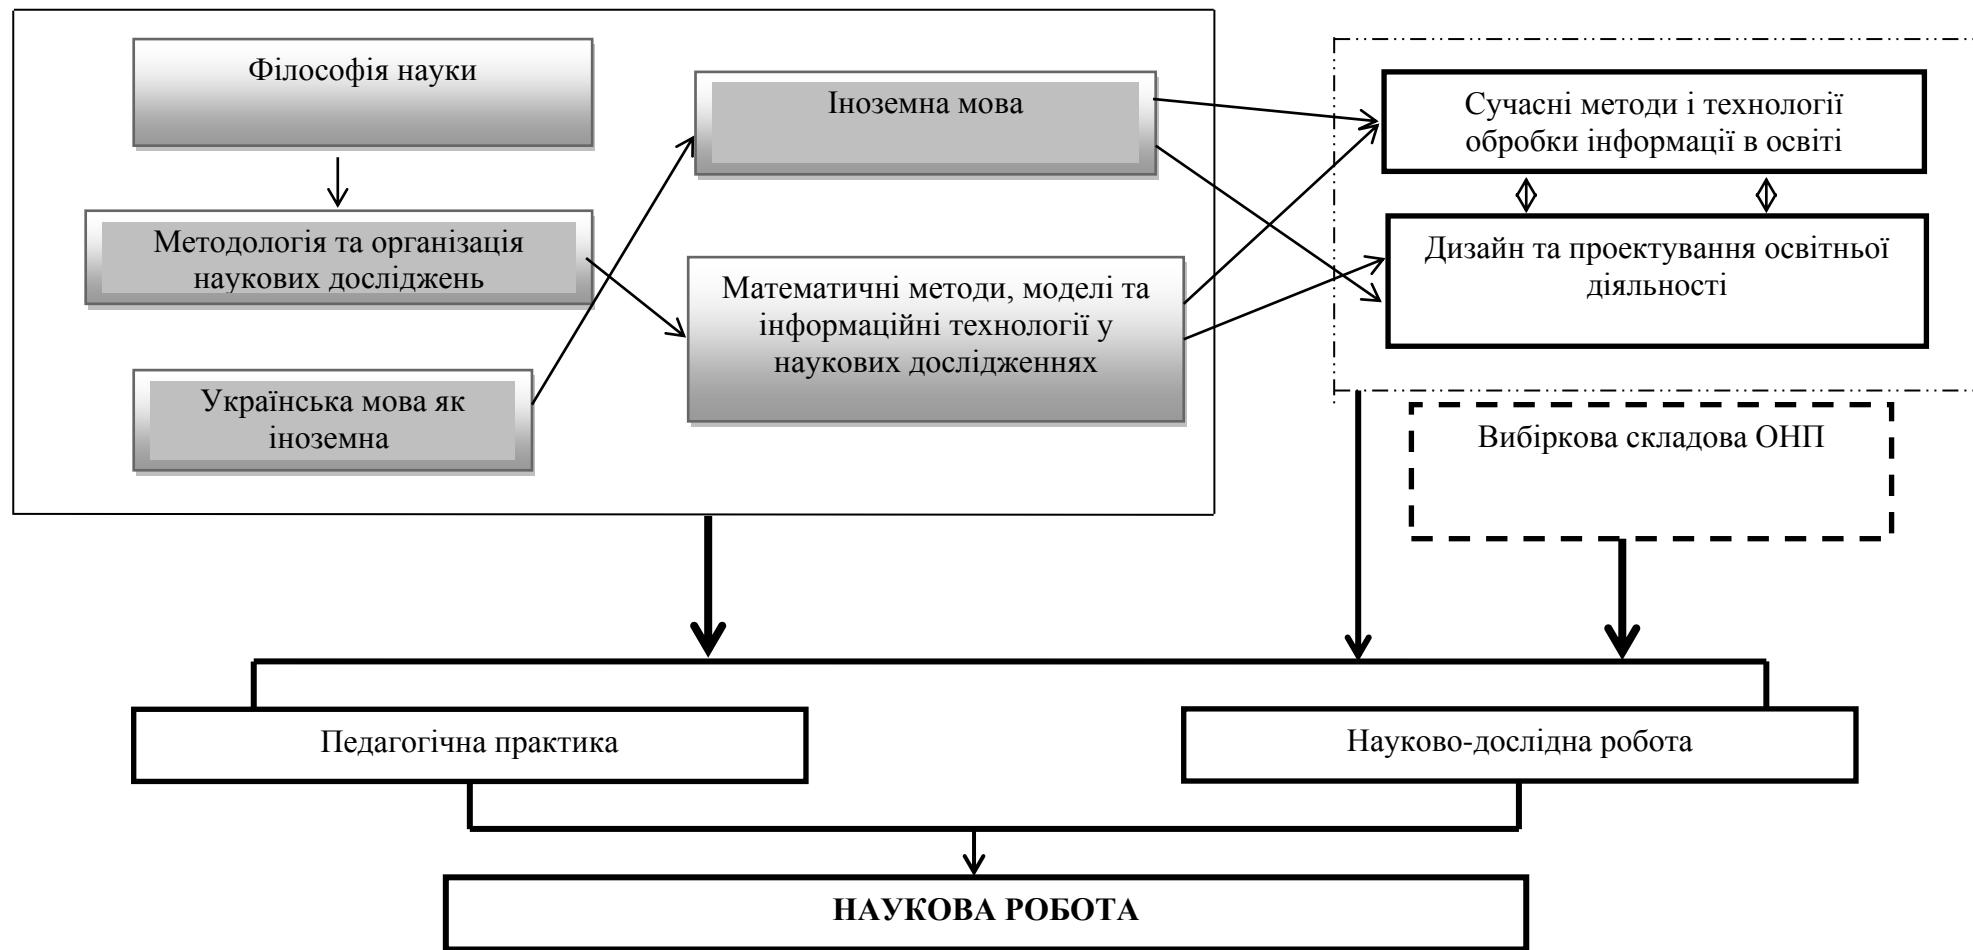 Філософія науки
Методологія та організація
наукових досліджень
Українська мова як
іноземна
Іноземна мова
Математичні методи, моделі та
інформаційні технології у
наукових дослідженнях
Сучасні методи і технології
обробки інформації в освіті
Дизайн та проектування освітньої
діяльності
Вибіркова складова ОНП
Педагогічна практика
Науково-дослідна робота
НАУКОВА РОБОТА